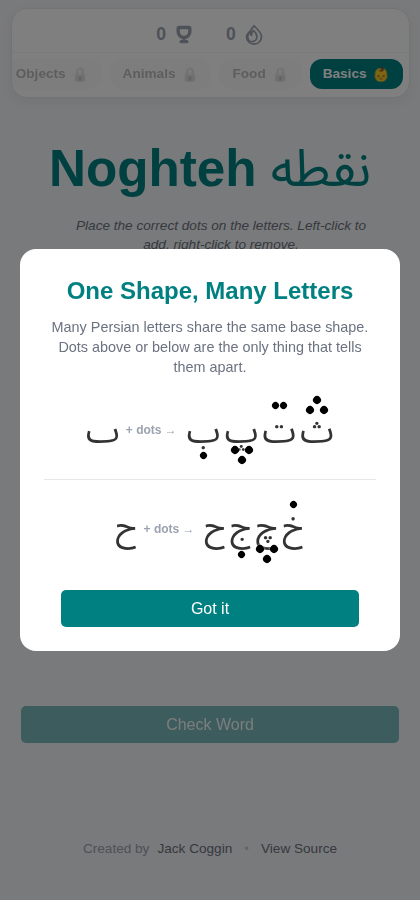 0 0
Objects Animals Food Basics
Noghteh نقطه
Place the correct dots on the letters. Left-click to
add, right-click to remove.
One Shape, Many Letters
Many Persian letters share the same base shape.
Dots above or below are the only thing that tells
them apart.
ٮ + dots → ب پ ت ث
ح + dots → ح ج چ خ
Got it
Check Word
Created by Jack Coggin • View Source